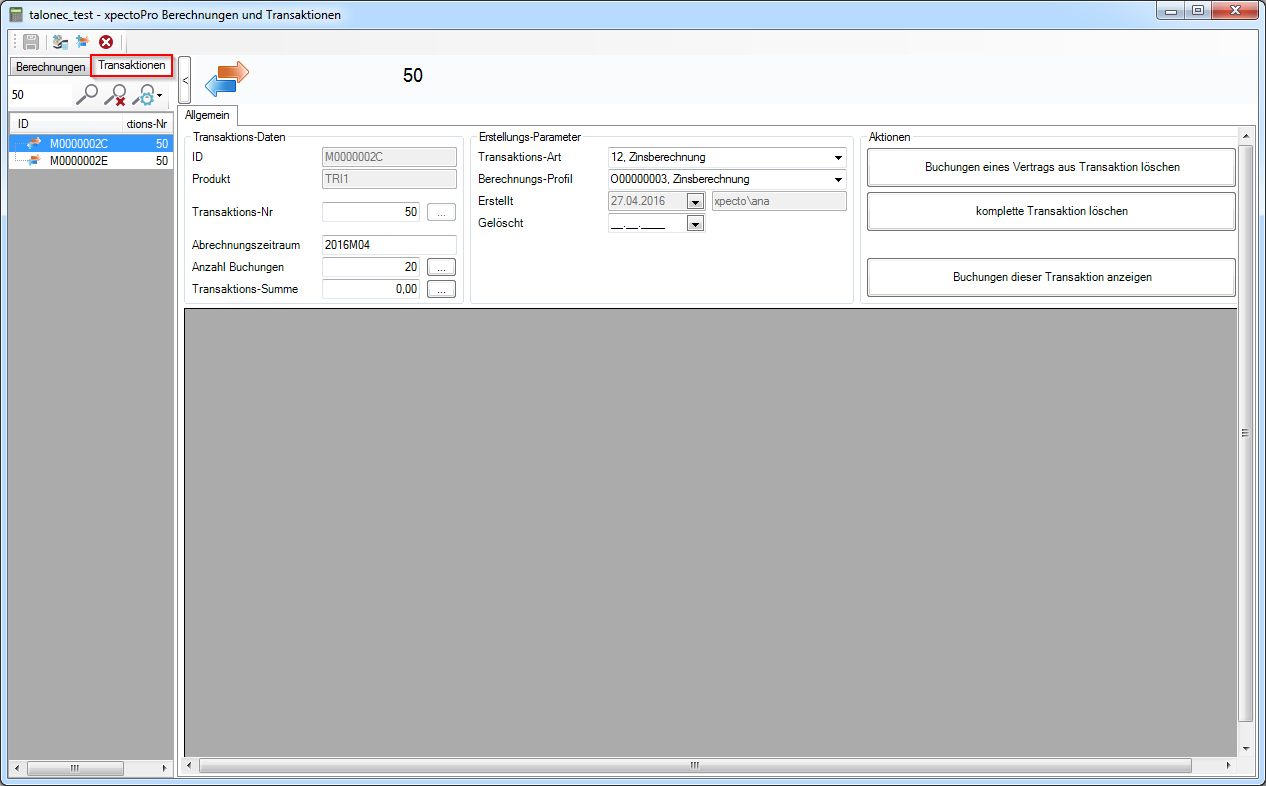 talonec_test - xpectoPro Berechnungen und Transaktionen
Berechnungen Transaktionen
50
ID tions-Nr
M0000002C 50
M0000002E 50
<
50
Allgemein
Transaktions-Daten
ID M0000002C
Produkt TRI1
Transaktions-Nr 50 ...
Abrechnungszeitraum 2016M04
Anzahl Buchungen 20 ...
Transaktions-Summe 0,00 ...
Erstellungs-Parameter
Transaktions-Art 12, Zinsberechnung
Berechnungs-Profil O00000003, Zinsberechnung
Erstellt 27.04.2016 xpecto\ana
Gelöscht __.__.____
Aktionen
Buchungen eines Vertrags aus Transaktion löschen
komplette Transaktion löschen
Buchungen dieser Transaktion anzeigen